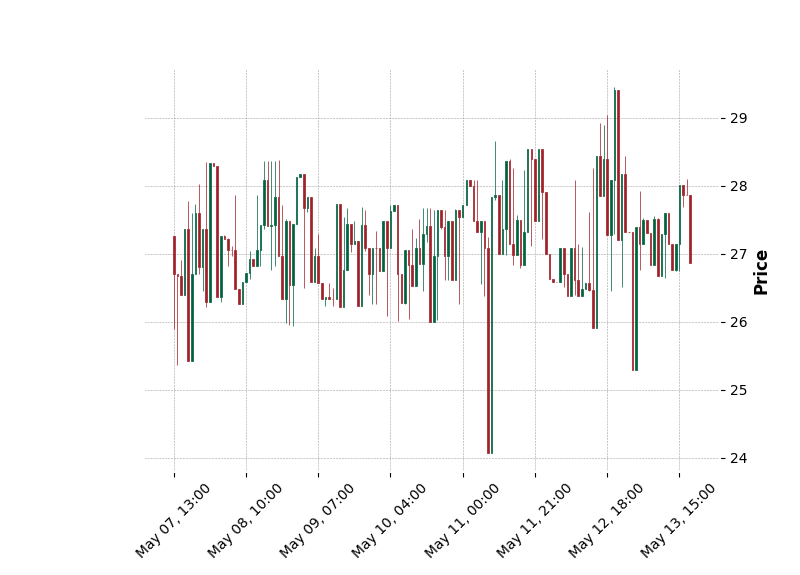 29
28
27
26
25
24
Price
May 07, 13:00
May 08, 10:00
May 09, 07:00
May 10, 04:00
May 11, 00:00
May 11, 21:00
May 12, 18:00
May 13, 15:00